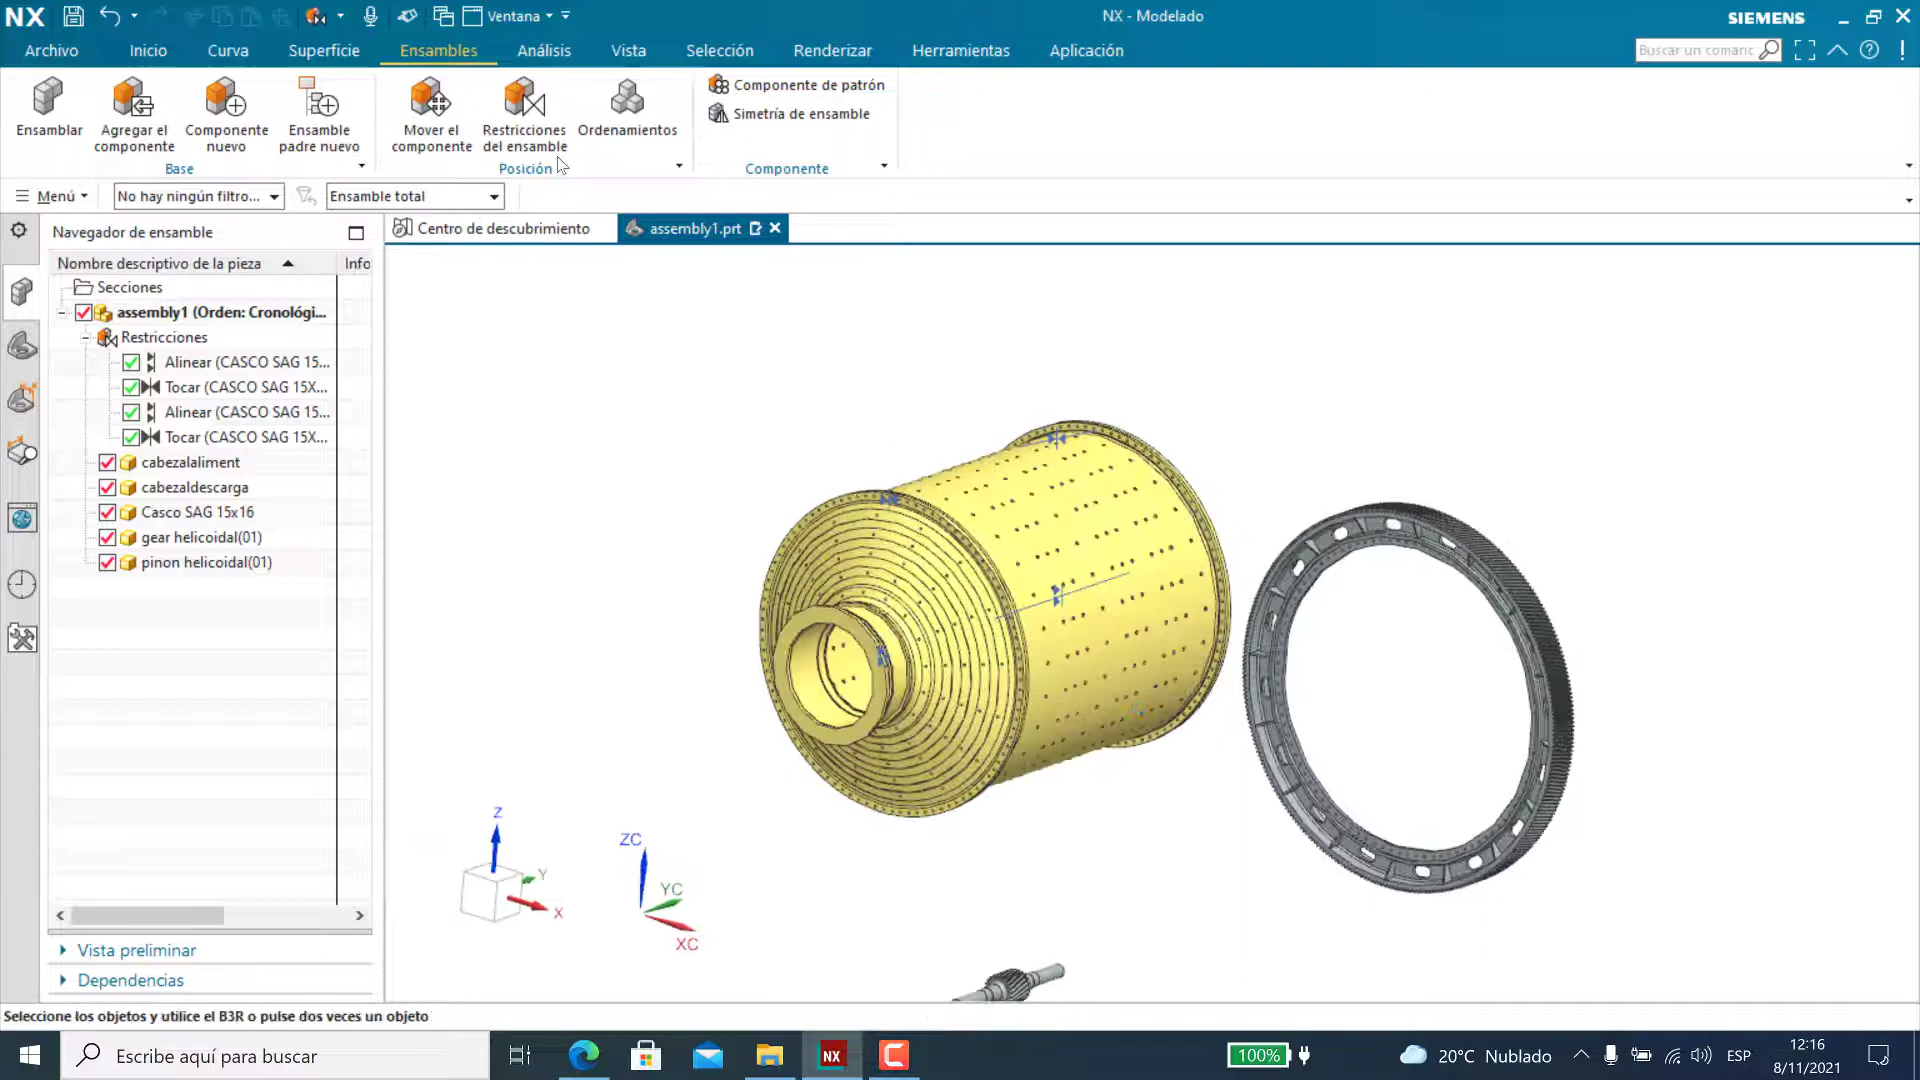 NX
Ventana
NX - Modelado
SIEMENS
Archivo Inicio Curva Superficie Ensambles Análisis Vista Selección Renderizar Herramientas Aplicación
Buscar un comanc
Ensamblar
Agregar el componente
Componente nuevo
Ensamble padre nuevo
Mover el componente
Restricciones del ensamble
Ordenamientos
Componente de patrón
Simetría de ensamble
Base Posición Componente
Menú
No hay ningún filtro...
Ensamble total
Navegador de ensamble
Centro de descubrimiento
assembly1.prt
Nombre descriptivo de la pieza Info
Secciones
assembly1 (Orden: Cronológi...
Restricciones
Alinear (CASCO SAG 15...
Tocar (CASCO SAG 15X...
Alinear (CASCO SAG 15...
Tocar (CASCO SAG 15X...
cabezalaliment
cabezaldescarga
Casco SAG 15x16
gear helicoidal(01)
pinon helicoidal(01)
Z
Y
X
ZC
YC
XC
Vista preliminar
Dependencias
Seleccione los objetos y utilice el B3R o pulse dos veces un objeto
Escribe aquí para buscar
NX
100%
20°C Nublado
ESP
12:16
8/11/2021